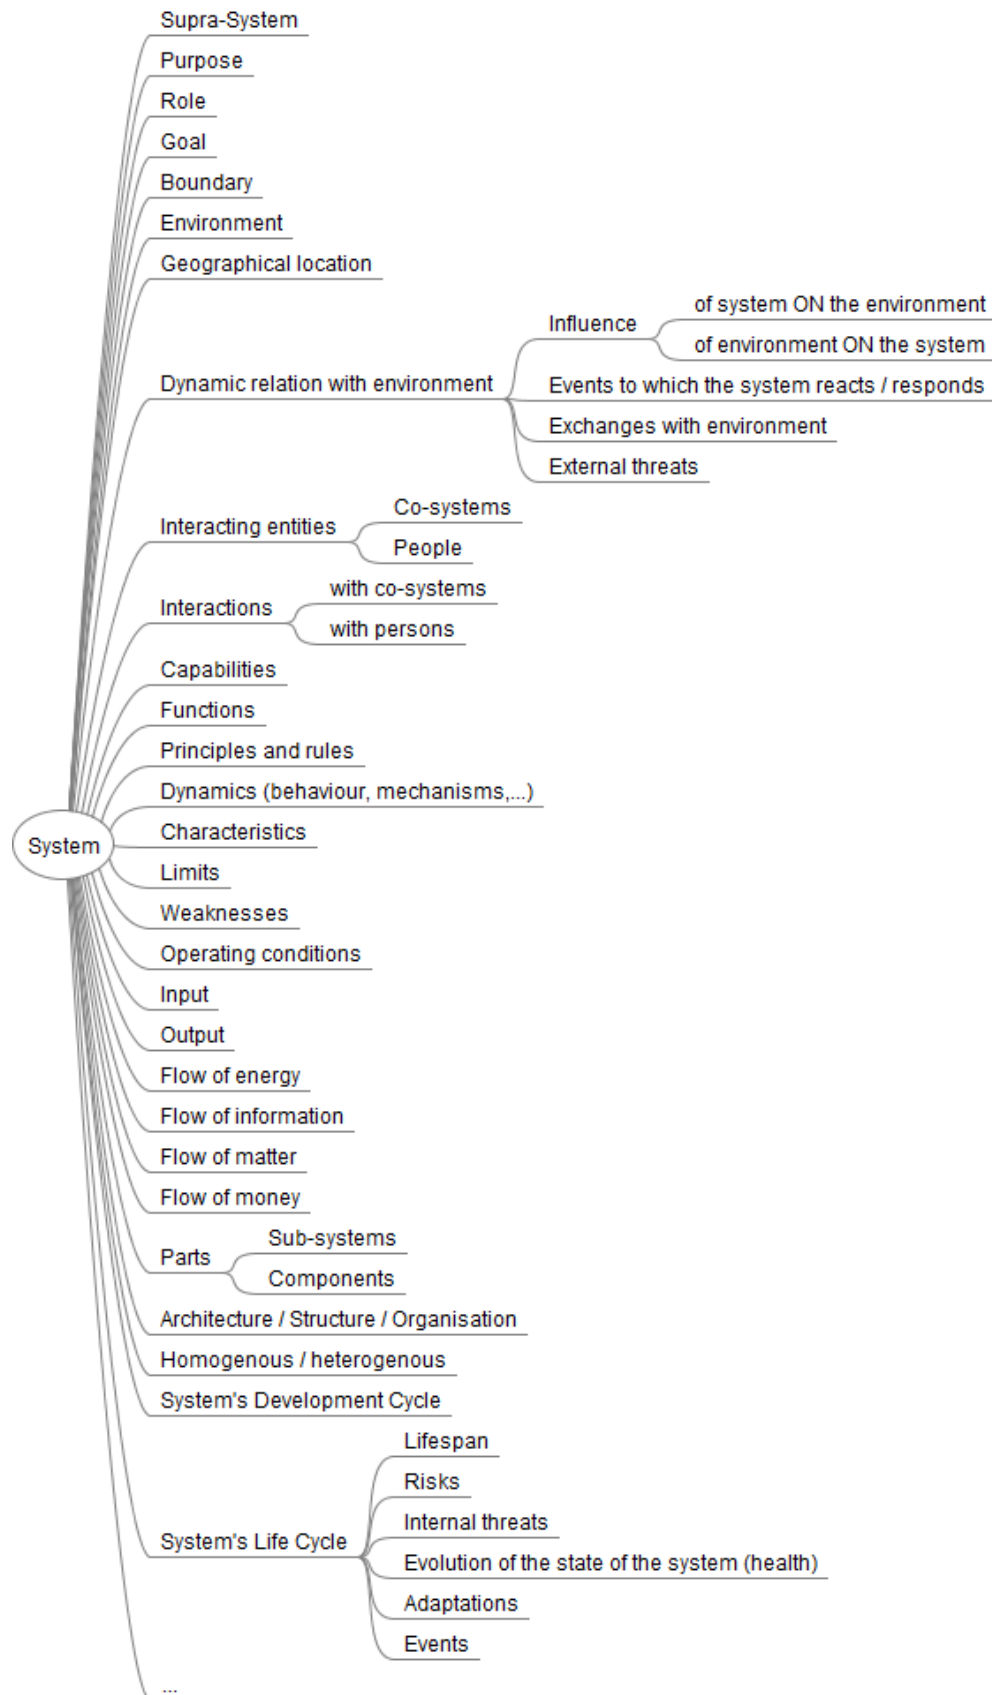 Supra-System
Purpose
Role
Goal
Boundary
Environment
Geographical location
Dynamic relation with environment
Influence
of system ON the environment
of environment ON the system
Events to which the system reacts / responds
Exchanges with environment
External threats
Interacting entities
Co-systems
People
Interactions
with co-systems
with persons
Capabilities
Functions
Principles and rules
Dynamics (behaviour, mechanisms,...)
System
Characteristics
Limits
Weaknesses
Operating conditions
Input
Output
Flow of energy
Flow of information
Flow of matter
Flow of money
Parts
Sub-systems
Components
Architecture / Structure / Organisation
Homogenous / heterogenous
System's Development Cycle
System's Life Cycle
Lifespan
Risks
Internal threats
Evolution of the state of the system (health)
Adaptations
Events
...